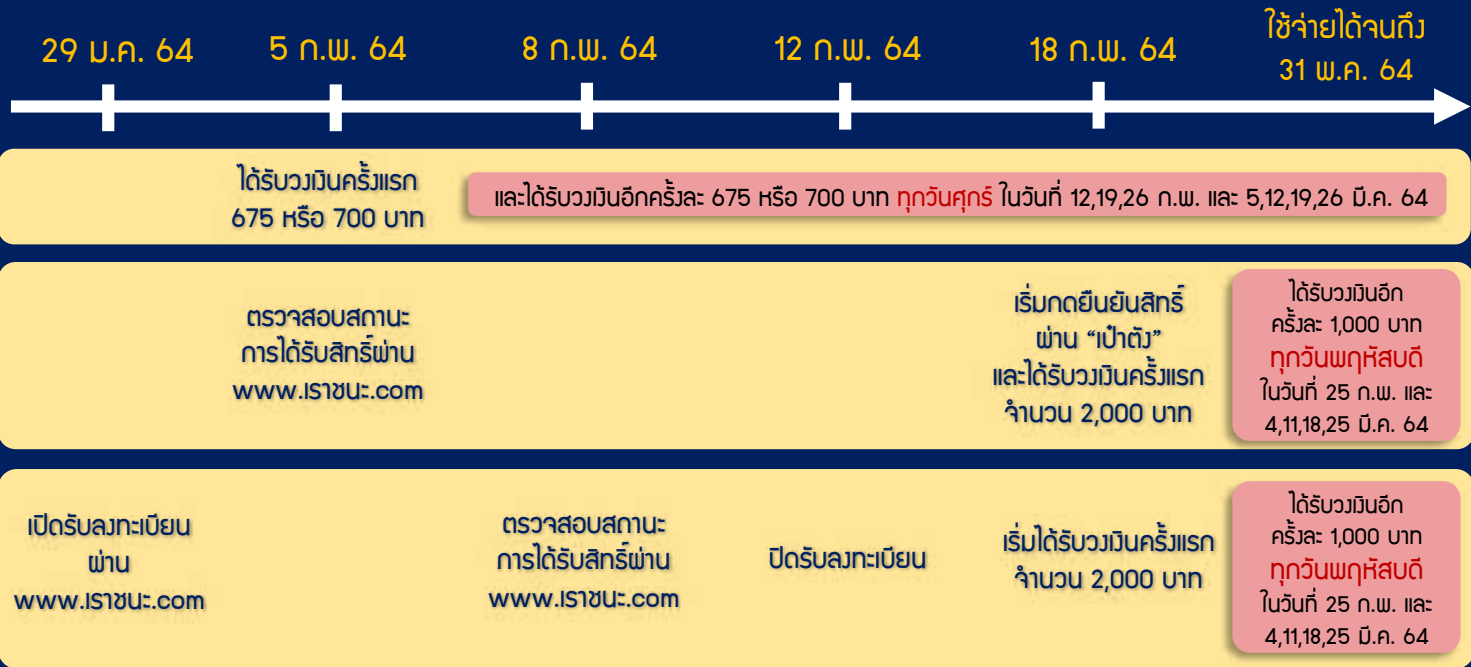 29 ม.ค. 64
5 ก.พ. 64
8 ก.พ. 64
12 ก.พ. 64
18 ก.พ. 64
ใช้จ่ายได้จนถึง
31 พ.ค. 64
ได้รับวงเงินครั้งแรก
675 หรือ 700 บาท
และได้รับวงเงินอีกครั้งละ 675 หรือ 700 บาท ทุกวันศุกร์ ในวันที่ 12,19,26 ก.พ. และ 5,12,19,26 มี.ค. 64
ตรวจสอบสถานะ
การได้รับสิทธิ์ผ่าน
www.เราชนะ.com
เริ่มกดยืนยันสิทธิ์
ผ่าน “เป๋าตัง”
และได้รับวงเงินครั้งแรก
จำนวน 2,000 บาท
ได้รับวงเงินอีก
ครั้งละ 1,000 บาท
ทุกวันพฤหัสบดี
ในวันที่ 25 ก.พ. และ
4,11,18,25 มี.ค. 64
เปิดรับลงทะเบียน
ผ่าน
www.เราชนะ.com
ตรวจสอบสถานะ
การได้รับสิทธิ์ผ่าน
www.เราชนะ.com
ปิดรับลงทะเบียน
เริ่มได้รับวงเงินครั้งแรก
จำนวน 2,000 บาท
ได้รับวงเงินอีก
ครั้งละ 1,000 บาท
ทุกวันพฤหัสบดี
ในวันที่ 25 ก.พ. และ
4,11,18,25 มี.ค. 64